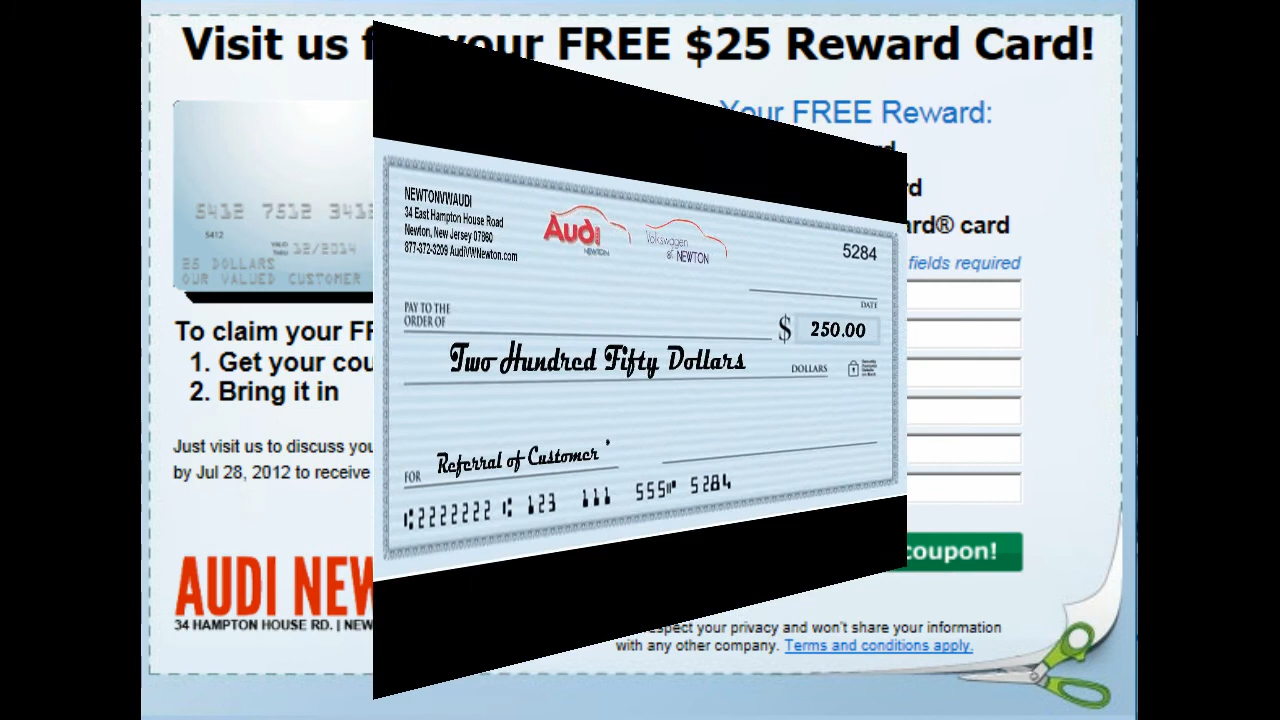 Visit us f your FREE $25 Reward Card!
Your FREE Reward:
rd
ard® card
fields required
5412 7512 341
5412
VALID THRU 12/2014
25 DOLLARS
OUR VALUED CUSTOMER
To claim your FR
1. Get your cou
2. Bring it in
Just visit us to discuss you
by Jul 28, 2012 to receive
AUDI NEW
34 HAMPTON HOUSE RD. | NEW
coupon!
spect your privacy and won't share your information
with any other company. Terms and conditions apply.
NEWTONVWAUDI
34 East Hampton House Road
Newton, New Jersey 07860
877-372-3209 AudiVWNewton.com
Audi
NEWTON
Volkswagen
of NEWTON
5284
DATE
PAY TO THE
ORDER OF
$ 250.00
Two Hundred Fifty Dollars
DOLLARS
FOR Referral of Customer *
⑆2222222 ⑆ 123 111 555⑈ 5284